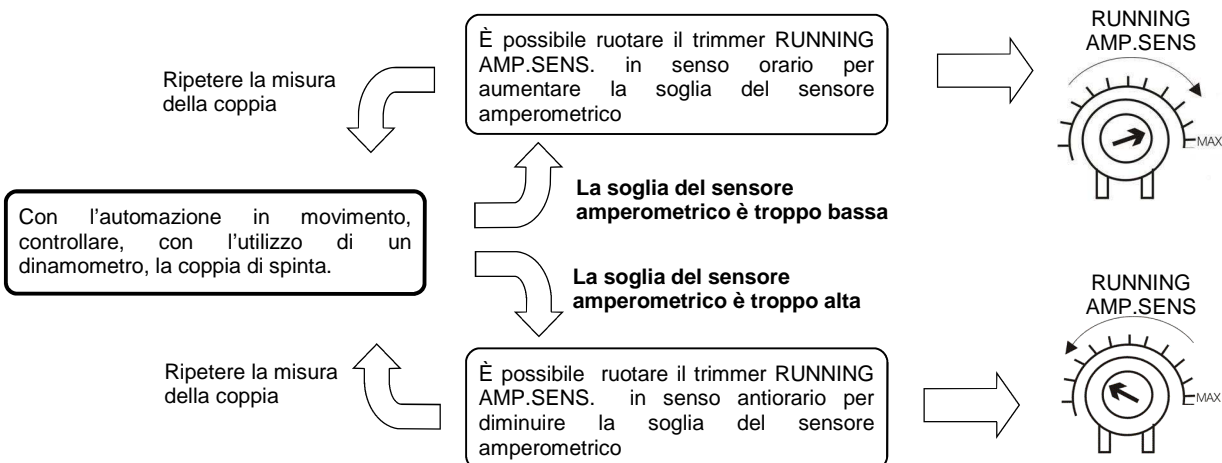 È possibile ruotare il trimmer RUNNING
AMP.SENS. in senso orario per
aumentare la soglia del sensore
amperometrico
RUNNING
AMP.SENS
MAX
Ripetere la misura
della coppia
La soglia del sensore
amperometrico è troppo bassa
Con l'automazione in movimento,
controllare, con l'utilizzo di un
dinamometro, la coppia di spinta.
La soglia del sensore
amperometrico è troppo alta
Ripetere la misura
della coppia
È possibile ruotare il trimmer RUNNING
AMP.SENS. in senso antiorario per
diminuire la soglia del sensore
amperometrico
RUNNING
AMP.SENS
MAX